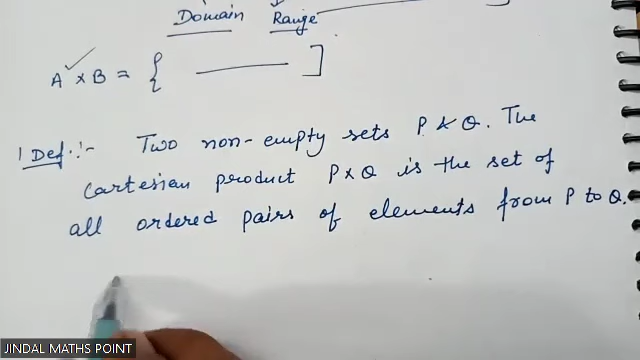 Domain Range
A × B = { ——— ]
Def :- Two non-empty sets P & Q. The
Cartesian product P × Q is the set of
all ordered pairs of elements from P to Q.
JINDAL MATHS POINT